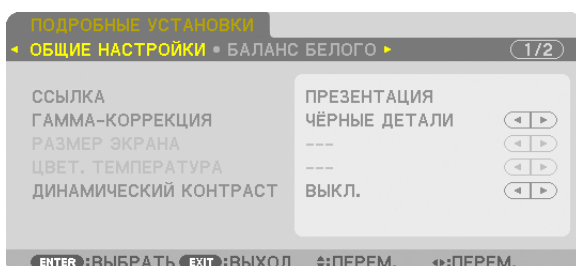 ПОДРОБНЫЕ УСТАНОВКИ
ОБЩИЕ НАСТРОЙКИ • БАЛАНС БЕЛОГО 1/2
ССЫЛКА ПРЕЗЕНТАЦИЯ
ГАММА-КОРРЕКЦИЯ ЧЁРНЫЕ ДЕТАЛИ
РАЗМЕР ЭКРАНА ---
ЦВЕТ. ТЕМПЕРАТУРА ---
ДИНАМИЧЕСКИЙ КОНТРАСТ ВЫКЛ.
ENTER :ВЫБРАТЬ EXIT :ВЫХОД :ПЕРЕМ. :ПЕРЕМ.